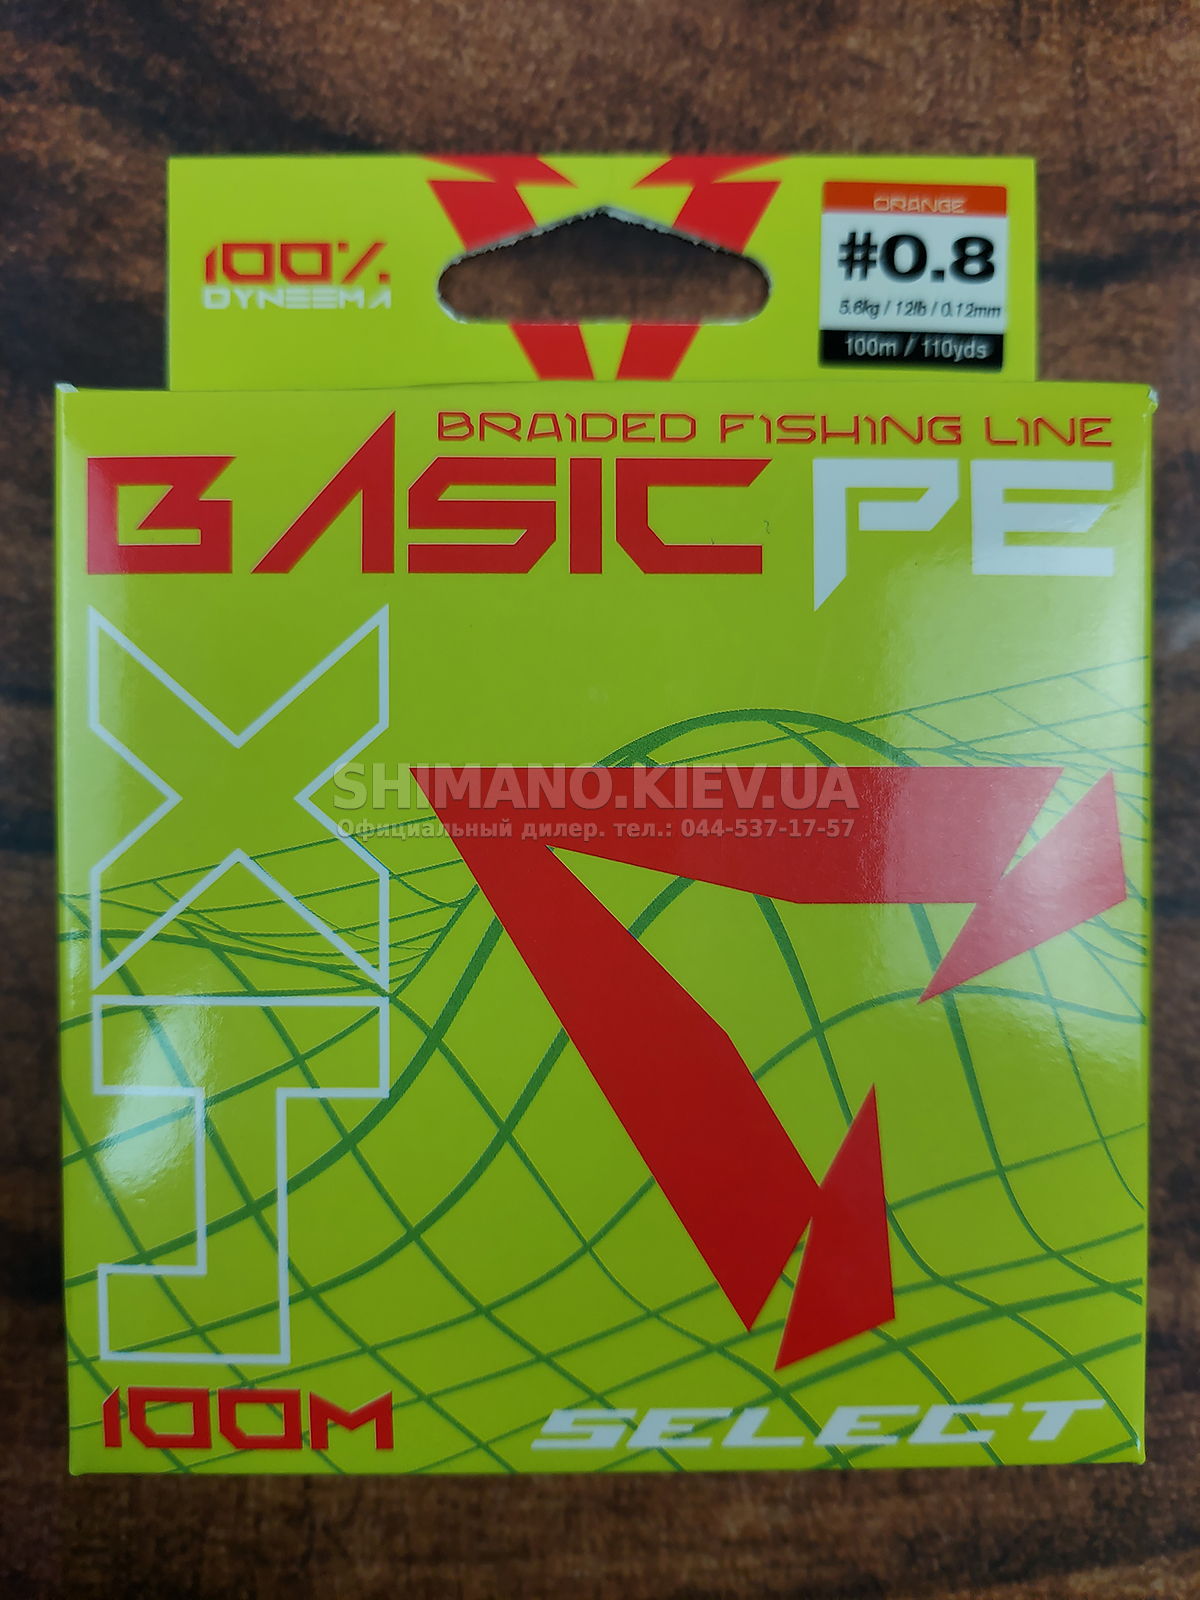 100%
DYNEEMA
ORANGE
#0.8
5.6kg / 12lb / 0.12mm
100m / 110yds
BRAIDED FISHING LINE
BASIC PE
X
J
SHIMANO.KIEV.UA
Официальный дилер. тел.: 044-537-17-57
100M
SELECT